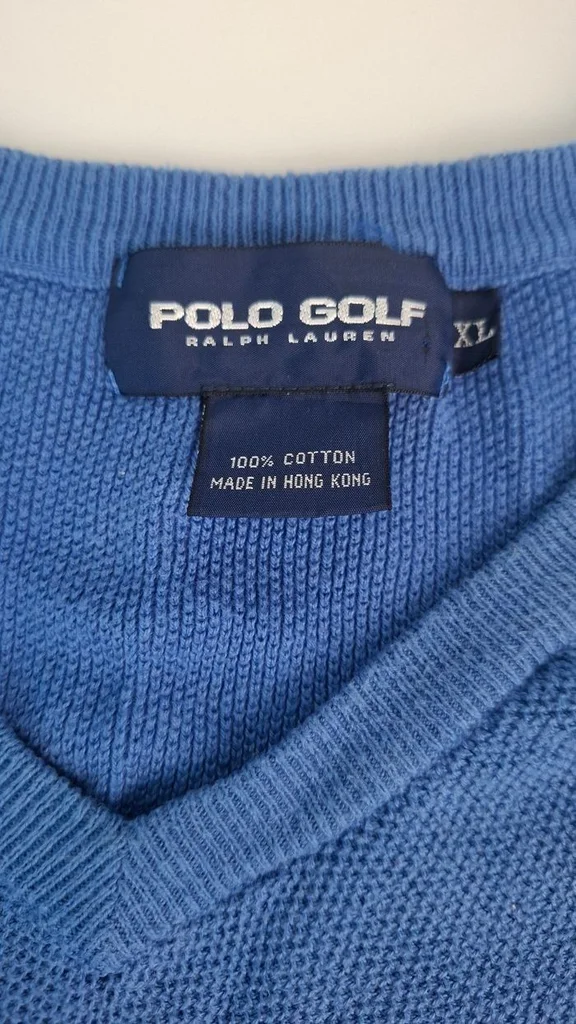 POLO GOLF
RALPH LAUREN
XL
100% COTTON
MADE IN HONG KONG